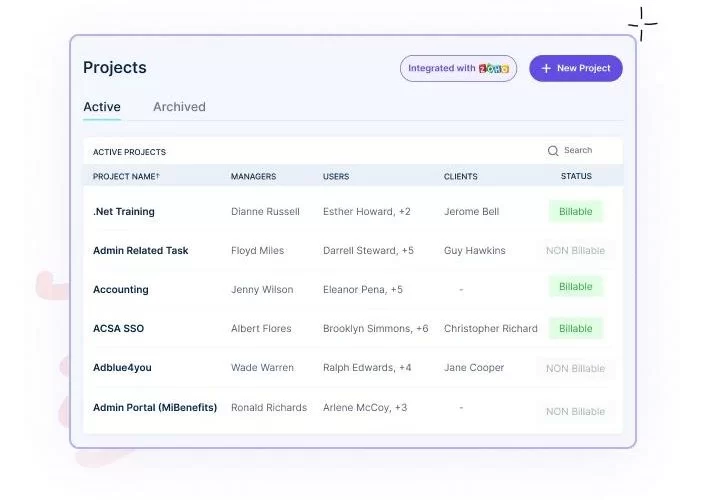 Projects
Integrated with ZOHO
+ New Project
Active Archived
ACTIVE PROJECTS
Search
PROJECT NAME↑ MANAGERS USERS CLIENTS STATUS
.Net Training Dianne Russell Esther Howard, +2 Jerome Bell Billable
Admin Related Task Floyd Miles Darrell Steward, +5 Guy Hawkins NON Billable
Accounting Jenny Wilson Eleanor Pena, +5 - Billable
ACSA SSO Albert Flores Brooklyn Simmons, +6 Christopher Richard Billable
Adblue4you Wade Warren Ralph Edwards, +4 Jane Cooper NON Billable
Admin Portal (MiBenefits) Ronald Richards Arlene McCoy, +3 - NON Billable